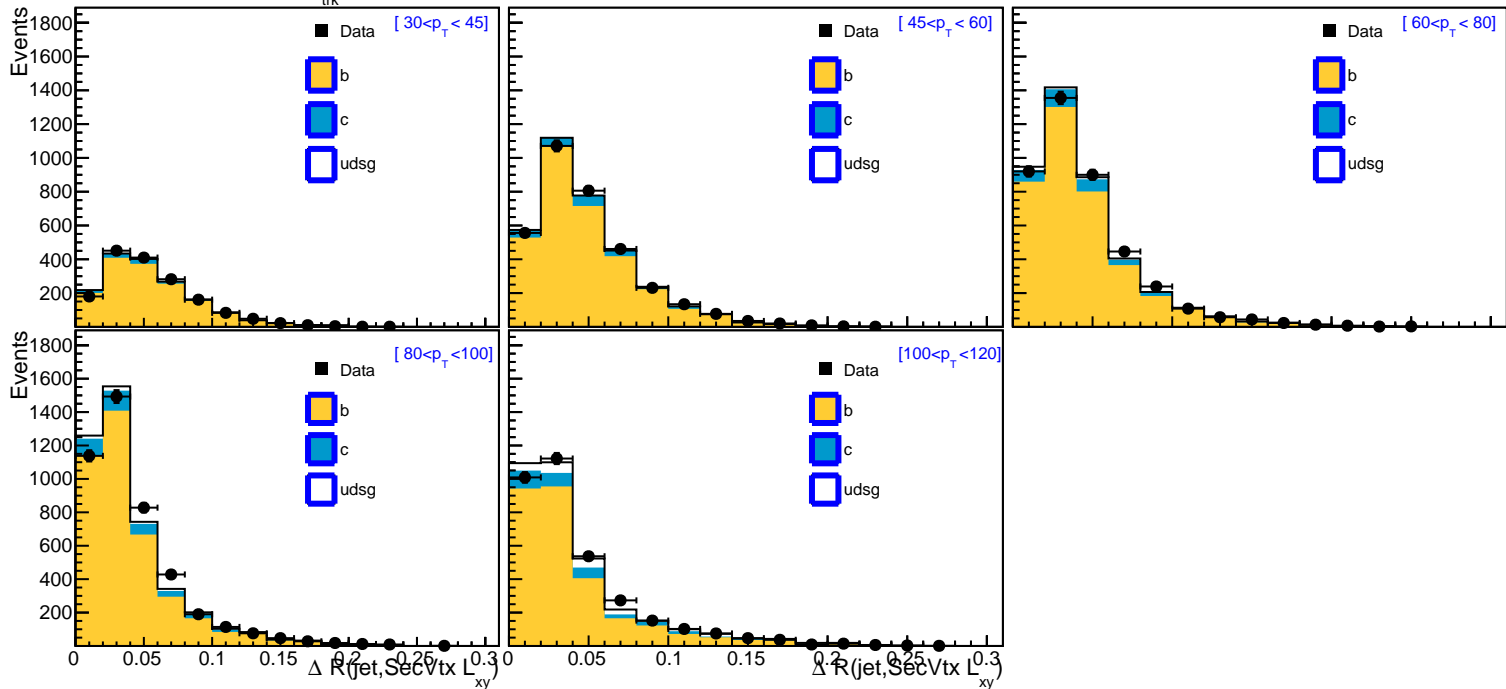 trk
Events
1800
1600
1400
1200
1000
800
600
400
200
0
[ 30<p_T < 45]
Data
b
c
udsg
[ 45<p_T < 60]
Data
b
c
udsg
[ 60<p_T < 80]
Data
b
c
udsg
Events
1800
1600
1400
1200
1000
800
600
400
200
[ 80<p_T <100]
Data
b
c
udsg
0 0.05 0.1 0.15 0.2 0.25 0.3
Δ R(jet,SecVtx L_xy)
[100<p_T <120]
Data
b
c
udsg
0 0.05 0.1 0.15 0.2 0.25 0.3
Δ R(jet,SecVtx L_xy)